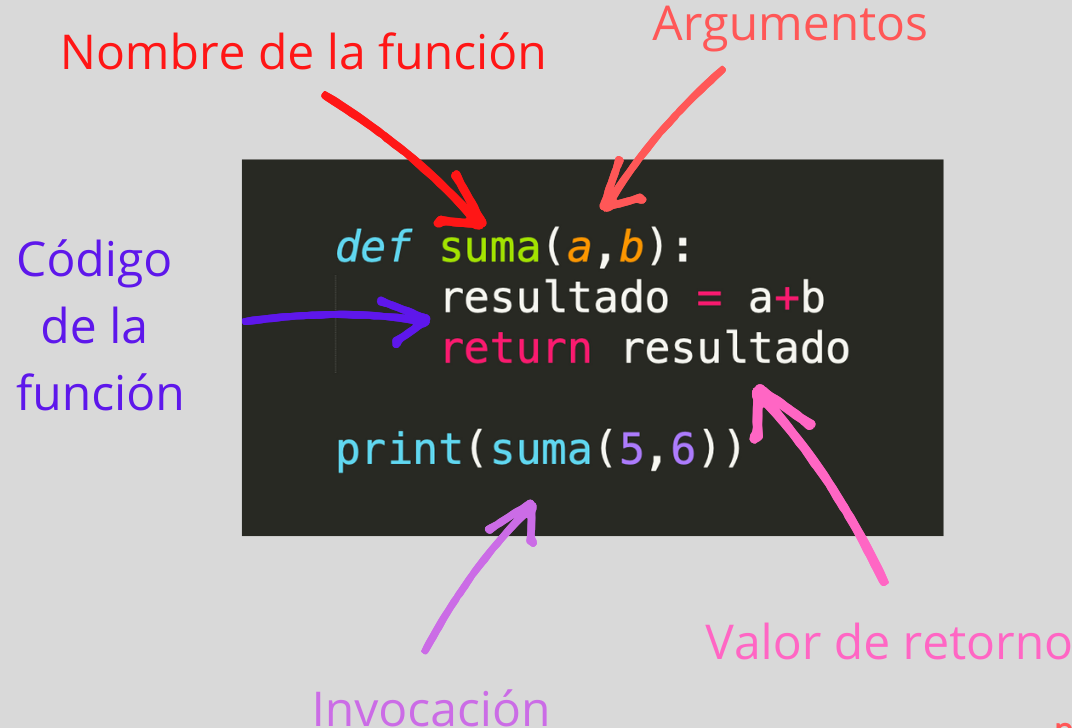 Argumentos
Nombre de la función
def suma(a,b):
Código
de la
función
resultado = a+b
return resultado
print(suma(5,6))
Valor de retorno
Invocación